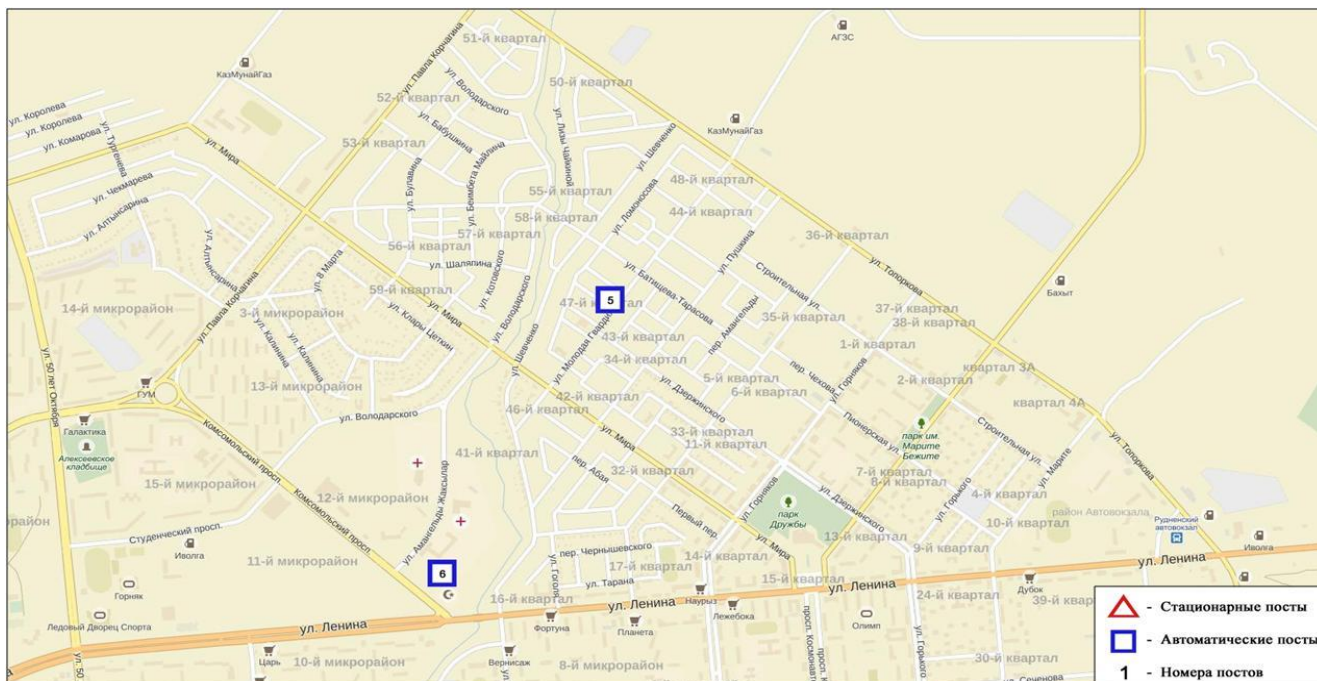 51-й квартал
АГЗС
КазМунайГаз
ул. Павла Корчагина
ул. Володарского
50-й квартал
52-й квартал
ул. Королева
ул. Королева
ул. Комарова
ул. Тургенева
ул. Бабушкина
ул. Лизы Чайкиной
КазМунайГаз
ул. Шевченко
53-й квартал
ул. Мира
ул. Булавина
ул. Беимбета Майлина
48-й квартал
ул. Чекмарева
55-й квартал
ул. Ломоносова
ул. Алтынсарина
44-й квартал
58-й квартал
57-й квартал
36-й квартал
ул. Пушкина
56-й квартал
ул. Алтынсарина
ул. 8 Марта
ул. Шаляпина
ул. Батищева-Тарасова
Строительная ул.
ул. Топоркова
ул. Котовского
Бахыт
59-й квартал
5
47-й квартал
14-й микрорайон
ул. Павла Корчагина
3-й микрорайон
ул. Мира
ул. Володарского
37-й квартал
ул. Клары Цеткин
35-й квартал
38-й квартал
пер. Амангельды
ул. Калинина
ул. Калинина
ул. Шевченко
ул. Молодая Гвардия
43-й квартал
1-й квартал
34-й квартал
квартал 3А
пер. Чехова
ул. Горняков
5-й квартал
2-й квартал
13-й микрорайон
6-й квартал
ГУМ
ул. 50 лет Октября
ул. Дзержинского
42-й квартал
квартал 4А
46-й квартал
ул. Володарского
Галактика
Комсомольский просп.
Пионерская ул.
парк им.
Марите
Бежите
Строительная ул.
33-й квартал
11-й квартал
ул. Мира
ул. Топоркова
Алексеевское
кладбище
41-й квартал
32-й квартал
пер. Абая
7-й квартал
8-й квартал
ул. Марите
15-й микрорайон
12-й микрорайон
ул. Амангельды Жаксылар
ул. Горького
4-й квартал
ул. Горняков
парк
Дружбы
ул. Дзержинского
район Автовокзала
10-й квартал
Рудненский
автовокзал
Студенческий просп.
Комсомольский просп.
Первый пер.
ул. Мира
13-й квартал
Иволга
Иволга
пер. Чернышевского
14-й квартал
9-й квартал
11-й микрорайон
17-й квартал
6
ул. Гоголя
ул. Тарана
15-й квартал
ул. Ленина
Горняк
16-й квартал
Наурыз
24-й квартал
Дубок
ул. Ленина
Лежебока
Ледовый Дворец Спорта
ул. Ленина
Фортуна
Планета
Олимп
ул. 50
Царь
10-й микрорайон
Вернисаж
8-й микрорайон
ул. Горького
30-й квартал
- Стационарные посты
- Автоматические посты
1 - Номера постов